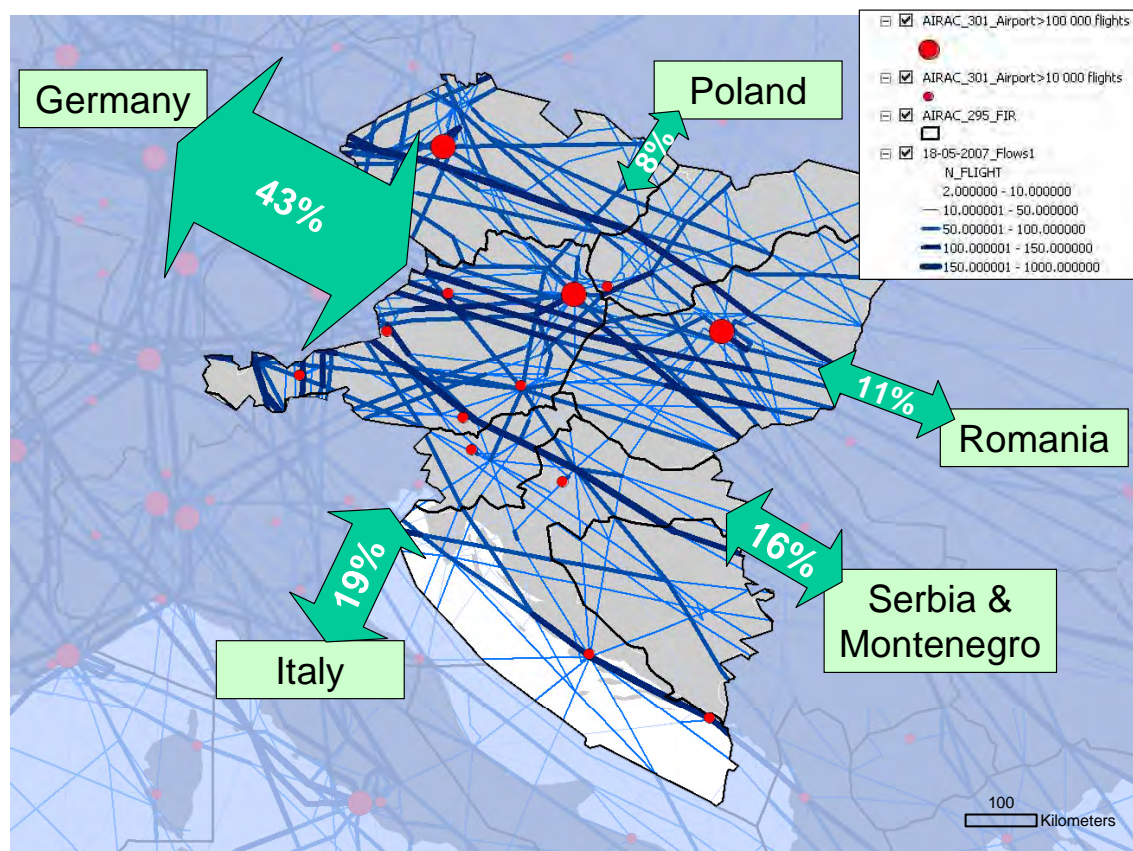 AIRAC_301_Airport>100 000 flights
AIRAC_301_Airport>10 000 flights
AIRAC_295_FIR
18-05-2007_Flows1
N_FLIGHT
2.000000 - 10.000000
10.000001 - 50.000000
50.000001 - 100.000000
100.000001 - 150.000000
150.000001 - 1000.000000
Germany
Poland
8%
43%
11%
Romania
16%
19%
Serbia &
Montenegro
Italy
100
Kilometers